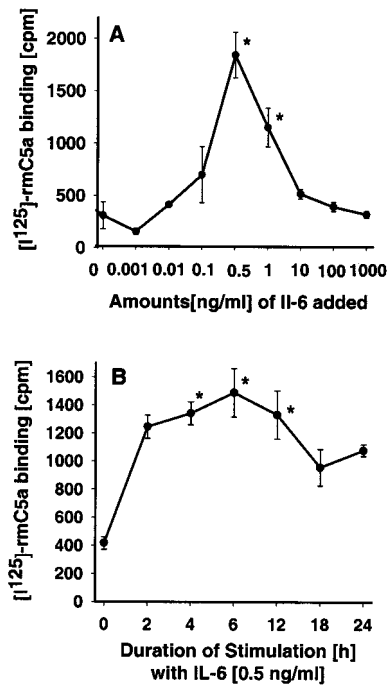 A
[I125]-rmC5a binding [cpm]
2000
1500
1000
500
0
*
*
0 0.001 0.01 0.1 0.5 1 10 100 1000
Amounts[ng/ml] of Il-6 added
B
[I125]-rmC5a binding [cpm]
1600
1400
1200
1000
800
600
400
200
0
*
*
*
0 2 4 6 12 18 24
Duration of Stimulation [h]
with IL-6 [0.5 ng/ml]